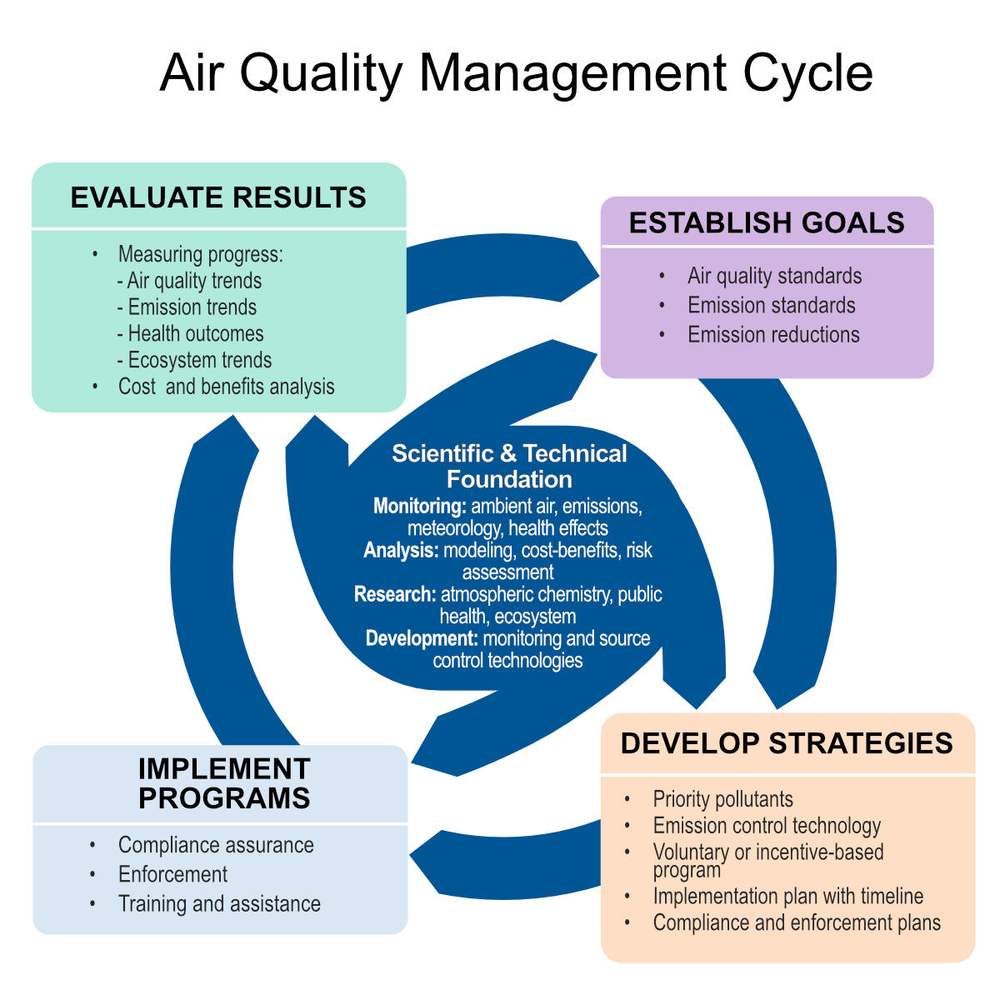 Air Quality Management Cycle
EVALUATE RESULTS
• Measuring progress:
- Air quality trends
- Emission trends
- Health outcomes
- Ecosystem trends
• Cost  and benefits analysis
ESTABLISH GOALS
• Air quality standards
• Emission standards
• Emission reductions
Scientific & Technical
Foundation
Monitoring: ambient air, emissions,
meteorology, health effects
Analysis: modeling, cost-benefits, risk
assessment
Research: atmospheric chemistry, public
health, ecosystem
Development: monitoring and source
control technologies
IMPLEMENT
PROGRAMS
• Compliance assurance
• Enforcement
• Training and assistance
DEVELOP STRATEGIES
• Priority pollutants
• Emission control technology
• Voluntary or incentive-based
program
• Implementation plan with timeline
• Compliance and enforcement plans